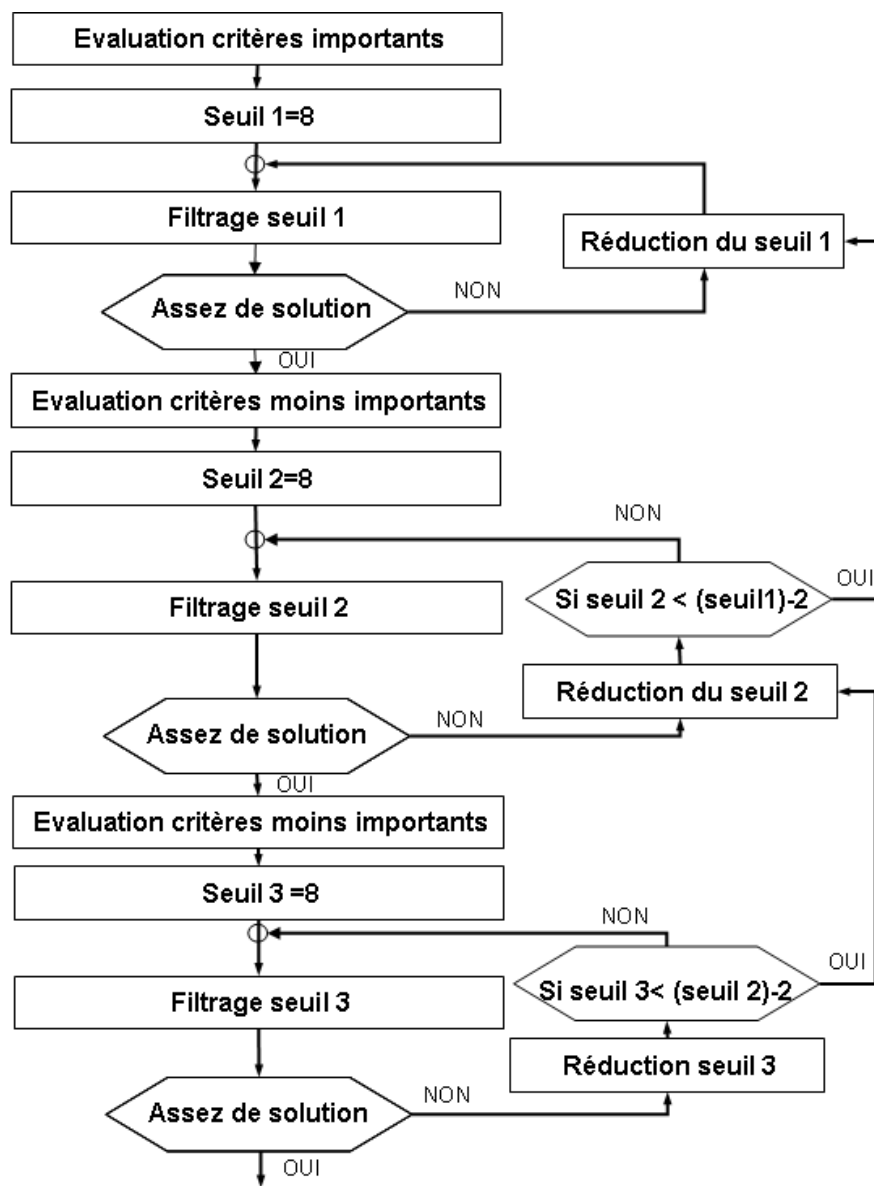 Evaluation critères importants
Seuil 1=8
Filtrage seuil 1
Réduction du seuil 1
Assez de solution
NON
OUI
Evaluation critères moins importants
Seuil 2=8
NON
Filtrage seuil 2
Si seuil 2 < (seuil1)-2
OUI
Réduction du seuil 2
Assez de solution
NON
OUI
Evaluation critères moins importants
Seuil 3 =8
NON
Filtrage seuil 3
Si seuil 3< (seuil 2)-2
OUI
Réduction seuil 3
Assez de solution
NON
OUI